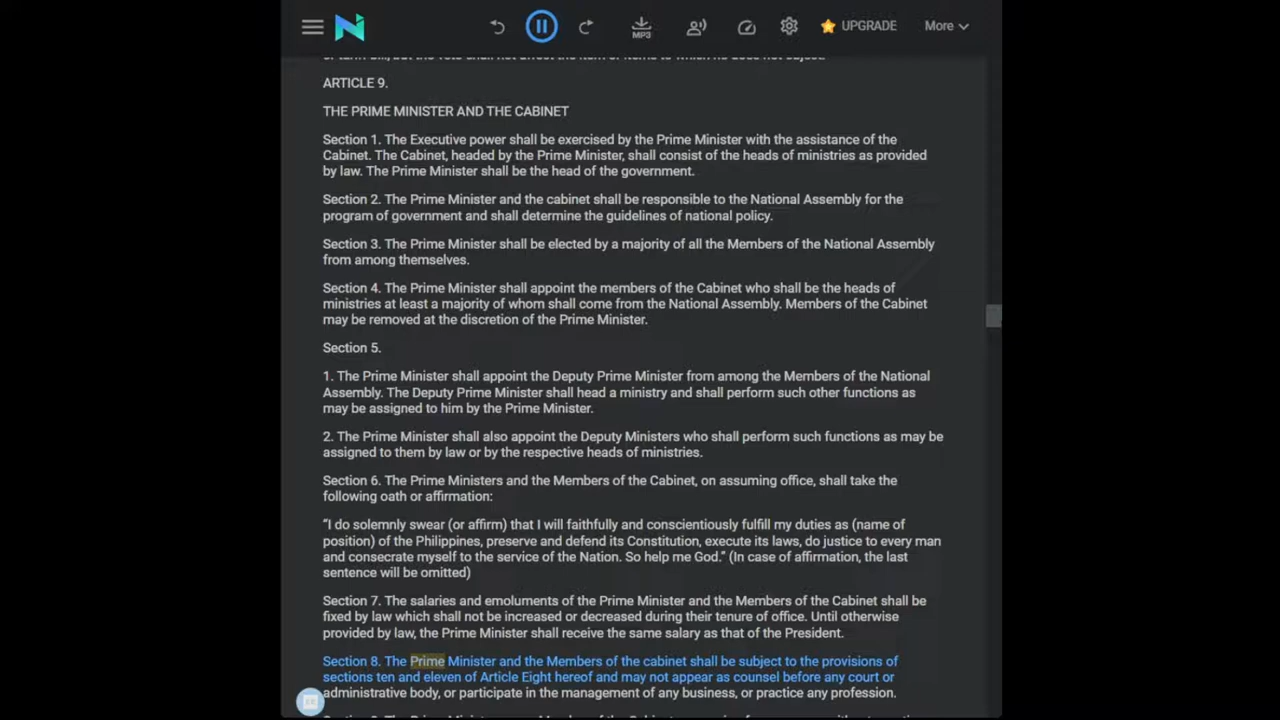 MP3
UPGRADE
More
or tariff bill, but the veto shall not affect the item or items to which he does not object.
ARTICLE 9.
THE PRIME MINISTER AND THE CABINET
Section 1. The Executive power shall be exercised by the Prime Minister with the assistance of the
Cabinet. The Cabinet, headed by the Prime Minister, shall consist of the heads of ministries as provided
by law. The Prime Minister shall be the head of the government.
Section 2. The Prime Minister and the cabinet shall be responsible to the National Assembly for the
program of government and shall determine the guidelines of national policy.
Section 3. The Prime Minister shall be elected by a majority of all the Members of the National Assembly
from among themselves.
Section 4. The Prime Minister shall appoint the members of the Cabinet who shall be the heads of
ministries at least a majority of whom shall come from the National Assembly. Members of the Cabinet
may be removed at the discretion of the Prime Minister.
Section 5.
1. The Prime Minister shall appoint the Deputy Prime Minister from among the Members of the National
Assembly. The Deputy Prime Minister shall head a ministry and shall perform such other functions as
may be assigned to him by the Prime Minister.
2. The Prime Minister shall also appoint the Deputy Ministers who shall perform such functions as may be
assigned to them by law or by the respective heads of ministries.
Section 6. The Prime Ministers and the Members of the Cabinet, on assuming office, shall take the
following oath or affirmation:
“I do solemnly swear (or affirm) that I will faithfully and conscientiously fulfill my duties as (name of
position) of the Philippines, preserve and defend its Constitution, execute its laws, do justice to every man
and consecrate myself to the service of the Nation. So help me God.” (In case of affirmation, the last
sentence will be omitted)
Section 7. The salaries and emoluments of the Prime Minister and the Members of the Cabinet shall be
fixed by law which shall not be increased or decreased during their tenure of office. Until otherwise
provided by law, the Prime Minister shall receive the same salary as that of the President.
Section 8. The Prime Minister and the Members of the cabinet shall be subject to the provisions of
sections ten and eleven of Article Eight hereof and may not appear as counsel before any court or
administrative body, or participate in the management of any business, or practice any profession.